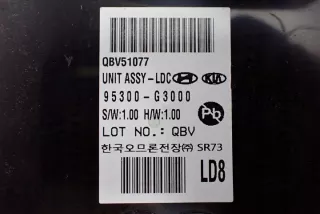 QBV51077
UNIT ASSY-LDC KIA
95300-G3000
S/W:1.00 H/W:1.00
Pb
LOT NO.: QBV
한국오므론전장㈜ SR73
LD8